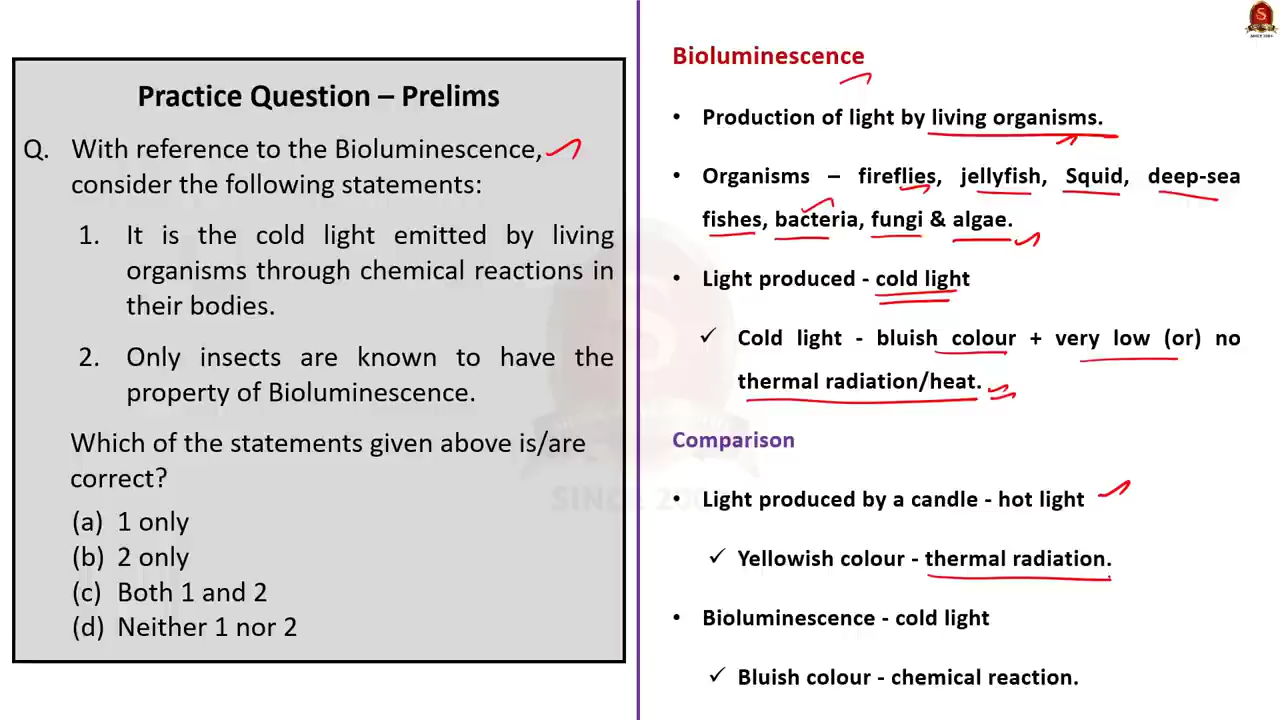 Practice Question – Prelims
Q. With reference to the Bioluminescence,
consider the following statements:
1. It is the cold light emitted by living
organisms through chemical reactions in
their bodies.
2. Only insects are known to have the
property of Bioluminescence.
Which of the statements given above is/are
correct?
(a) 1 only
(b) 2 only
(c) Both 1 and 2
(d) Neither 1 nor 2
Bioluminescence
• Production of light by living organisms.
• Organisms – fireflies, jellyfish, Squid, deep-sea
fishes, bacteria, fungi & algae.
• Light produced - cold light
✓ Cold light - bluish colour + very low (or) no
thermal radiation/heat.
Comparison
• Light produced by a candle - hot light
✓ Yellowish colour - thermal radiation.
• Bioluminescence - cold light
✓ Bluish colour - chemical reaction.